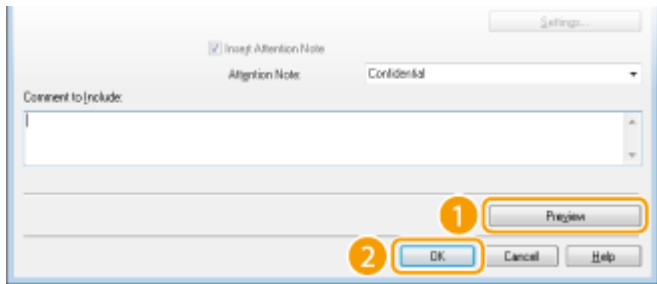 Settings...
Insert Attention Note
Attention Note: Confidential
Comment to Include:
1 Preview
2 OK Cancel Help